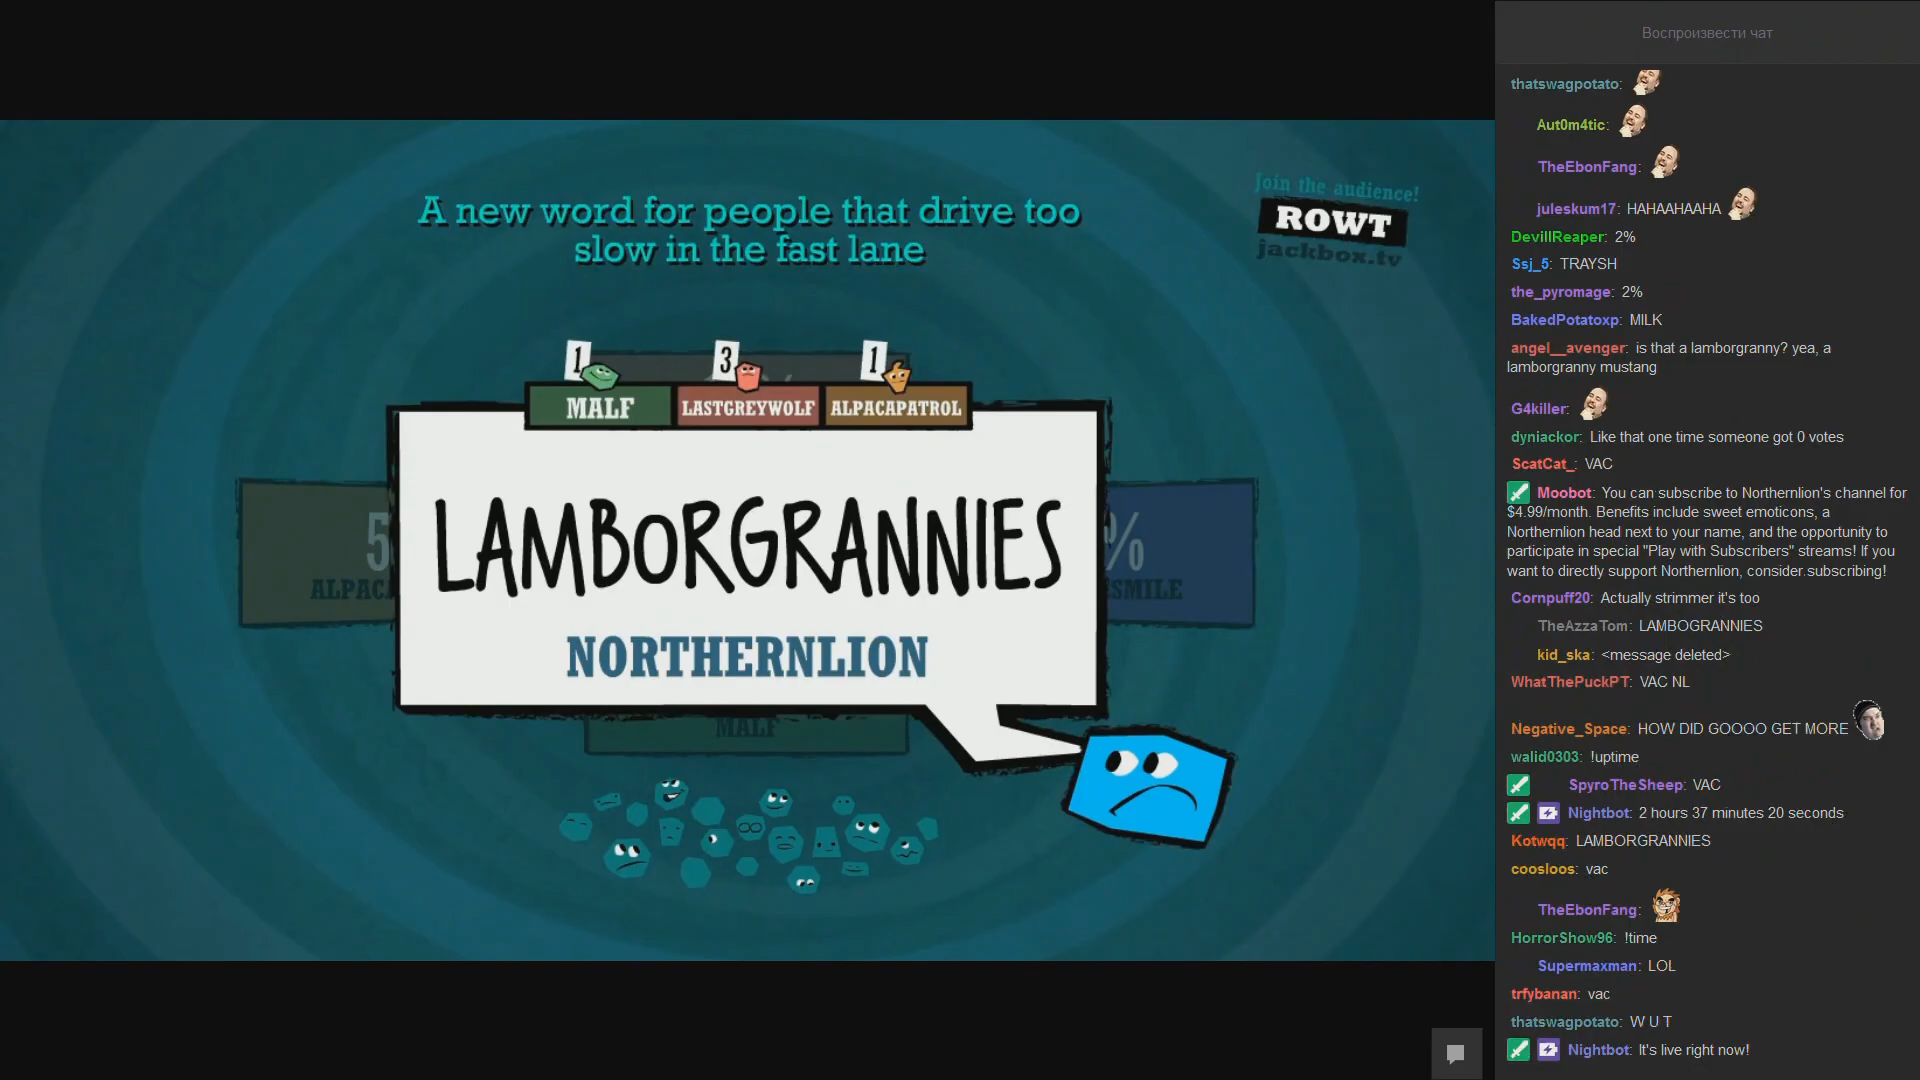 A new word for people that drive too
slow in the fast lane
Join the audience!
ROWT
jackbox.tv
1
3
1
MALF
LASTGREYWOLF
ALPACAPATROL
LAMBORGRANNIES
NORTHERNLION
5
ALPACA
%
SMILE
MALF
Воспроизвести чат
thatswagpotato:
Aut0m4tic:
TheEbonFang:
juleskum17: HAHAAHAAHA
DevillReaper: 2%
Ssj_5: TRAYSH
the_pyromage: 2%
BakedPotatoxp: MILK
angel__avenger: is that a lamborgranny? yea, a
lamborgranny mustang
G4killer:
dyniackor: Like that one time someone got 0 votes
ScatCat_: VAC
Moobot: You can subscribe to Northernlion's channel for
$4.99/month. Benefits include sweet emoticons, a
Northernlion head next to your name, and the opportunity to
participate in special "Play with Subscribers" streams! If you
want to directly support Northernlion, consider subscribing!
Cornpuff20: Actually strimmer it's too
TheAzzaTom: LAMBOGRANNIES
kid_ska: <message deleted>
WhatThePuckPT: VAC NL
Negative_Space: HOW DID GOOOO GET MORE
walid0303: !uptime
SpyroTheSheep: VAC
Nightbot: 2 hours 37 minutes 20 seconds
Kotwqq: LAMBORGRANNIES
coosloos: vac
TheEbonFang:
HorrorShow96: !time
Supermaxman: LOL
trfybanan: vac
thatswagpotato: W U T
Nightbot: It's live right now!